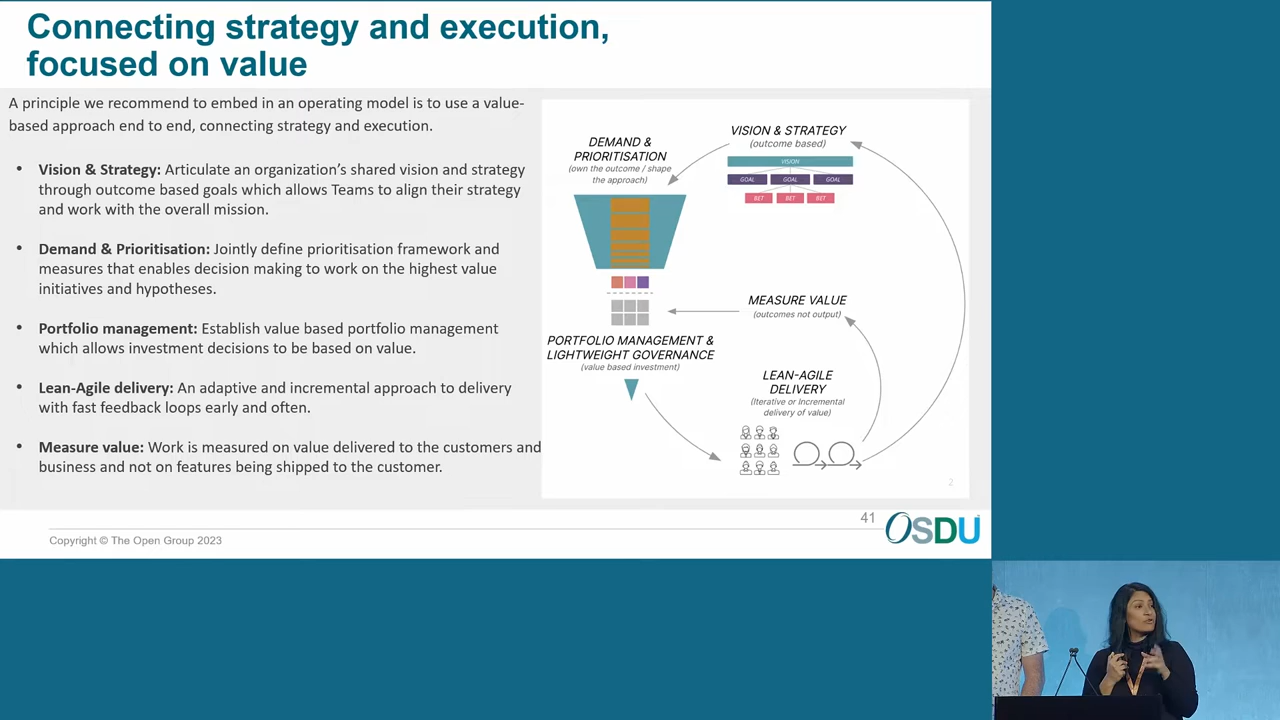 Connecting strategy and execution,
focused on value
A principle we recommend to embed in an operating model is to use a value-
based approach end to end, connecting strategy and execution.
• Vision & Strategy: Articulate an organization's shared vision and strategy
through outcome based goals which allows Teams to align their strategy
and work with the overall mission.
• Demand & Prioritisation: Jointly define prioritisation framework and
measures that enables decision making to work on the highest value
initiatives and hypotheses.
• Portfolio management: Establish value based portfolio management
which allows investment decisions to be based on value.
• Lean-Agile delivery: An adaptive and incremental approach to delivery
with fast feedback loops early and often.
• Measure value: Work is measured on value delivered to the customers and
business and not on features being shipped to the customer.
DEMAND &
PRIORITISATION
(own the outcome / shape
the approach)
VISION & STRATEGY
(outcome based)
VISION
GOAL GOAL GOAL
BET BET BET
MEASURE VALUE
(outcomes not output)
PORTFOLIO MANAGEMENT &
LIGHTWEIGHT GOVERNANCE
(value based investment)
LEAN-AGILE
DELIVERY
(Iterative or Incremental
delivery of value)
2
41
OSDU
Copyright © The Open Group 2023